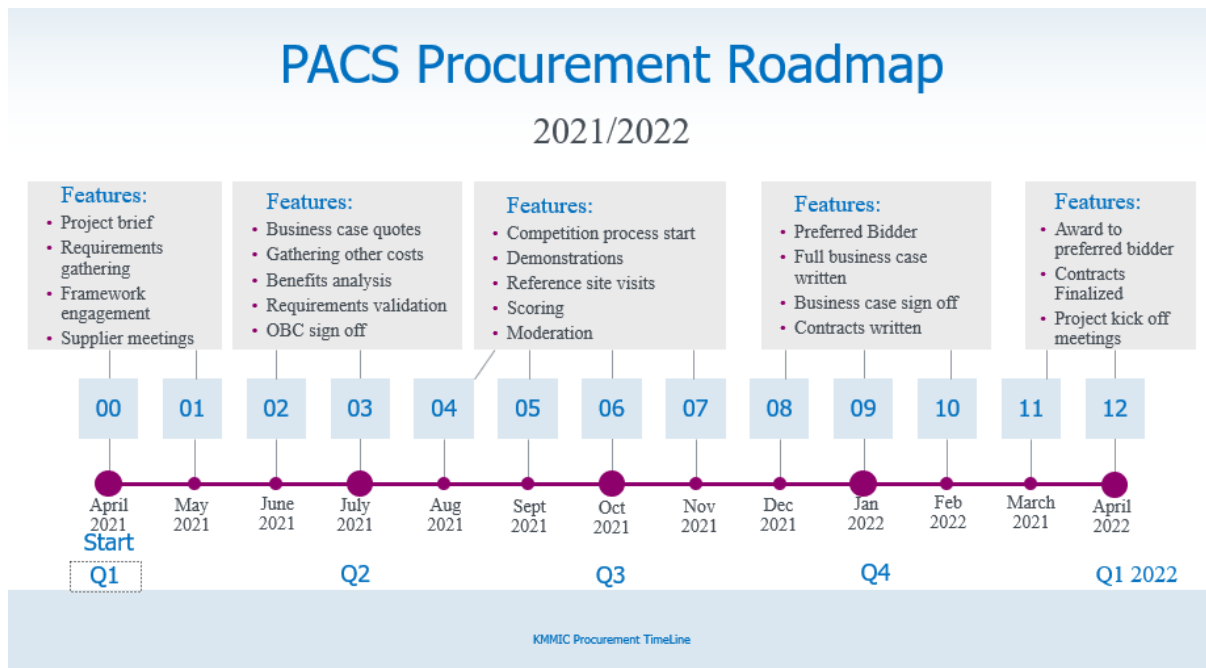 PACS Procurement Roadmap
2021/2022
Features:
• Project brief
• Requirements
gathering
• Framework
engagement
• Supplier meetings
Features:
• Business case quotes
• Gathering other costs
• Benefits analysis
• Requirements validation
• OBC sign off
Features:
• Competition process start
• Demonstrations
• Reference site visits
• Scoring
• Moderation
Features:
• Preferred Bidder
• Full business case
written
• Business case sign off
• Contracts written
Features:
• Award to
preferred bidder
• Contracts
Finalized
• Project kick off
meetings
00 01 02 03 04 05 06 07 08 09 10 11 12
April May June July Aug Sept Oct Nov Dec Jan Feb March April
2021 2021 2021 2021 2021 2021 2021 2021 2021 2022 2022 2021 2022
Start
Q1 Q2 Q3 Q4 Q1 2022
KMMIC Procurement TimeLine